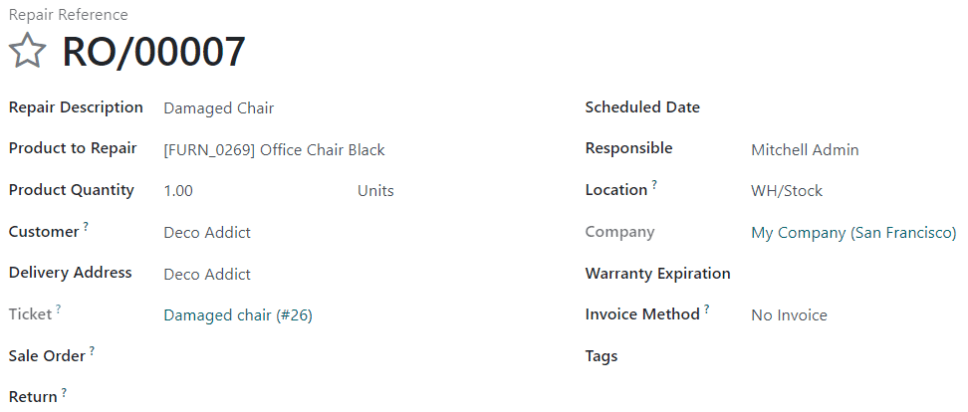 Repair Reference
RO/00007
Repair Description Damaged Chair
Product to Repair [FURN_0269] Office Chair Black
Product Quantity 1.00 Units
Customer ? Deco Addict
Delivery Address Deco Addict
Ticket ? Damaged chair (#26)
Sale Order ?
Return ?
Scheduled Date
Responsible Mitchell Admin
Location ? WH/Stock
Company My Company (San Francisco)
Warranty Expiration
Invoice Method ? No Invoice
Tags